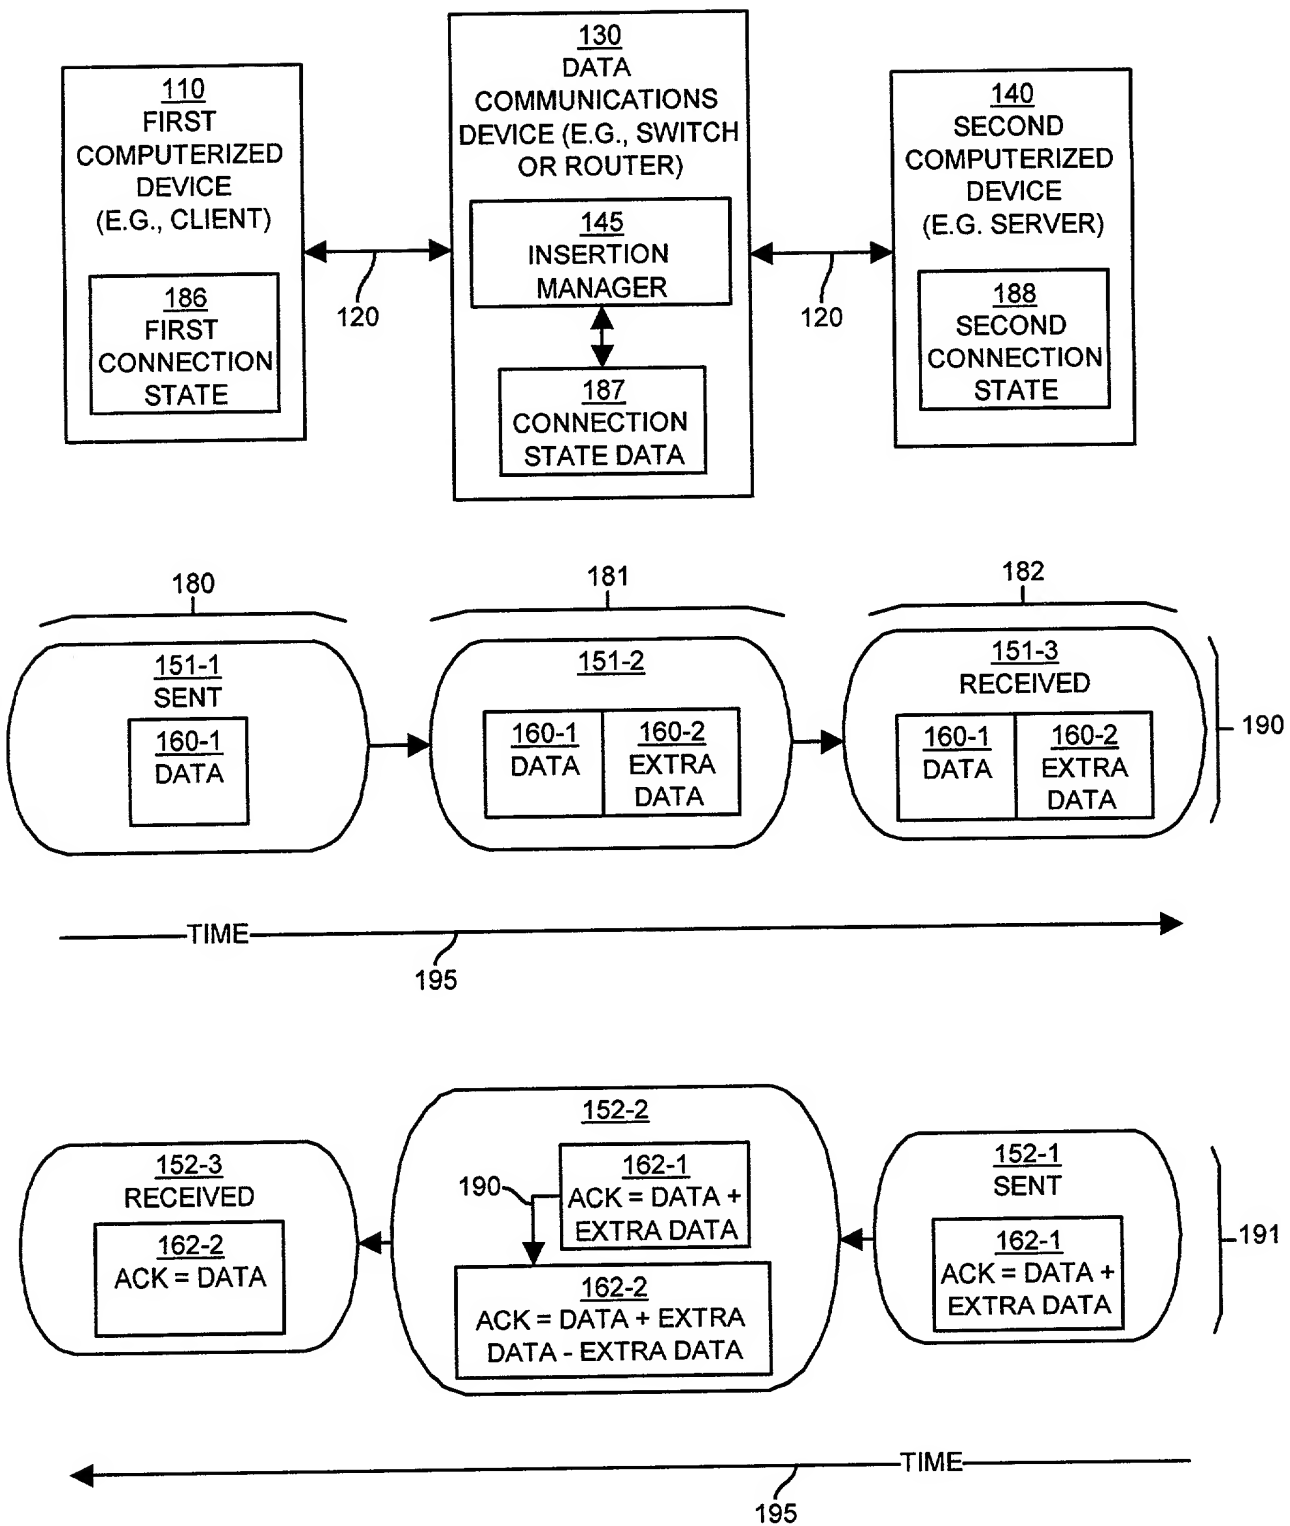 110
FIRST
COMPUTERIZED
DEVICE
(E.G., CLIENT)
186
FIRST
CONNECTION
STATE
120
130
DATA
COMMUNICATIONS
DEVICE (E.G., SWITCH
OR ROUTER)
145
INSERTION
MANAGER
187
CONNECTION
STATE DATA
120
140
SECOND
COMPUTERIZED
DEVICE
(E.G. SERVER)
188
SECOND
CONNECTION
STATE
180
181
182
151-1
SENT
160-1
DATA
151-2
160-1
DATA
160-2
EXTRA
DATA
151-3
RECEIVED
160-1
DATA
160-2
EXTRA
DATA
190
TIME
195
152-3
RECEIVED
162-2
ACK = DATA
152-2
190
162-1
ACK = DATA +
EXTRA DATA
162-2
ACK = DATA + EXTRA
DATA - EXTRA DATA
152-1
SENT
162-1
ACK = DATA +
EXTRA DATA
191
TIME
195